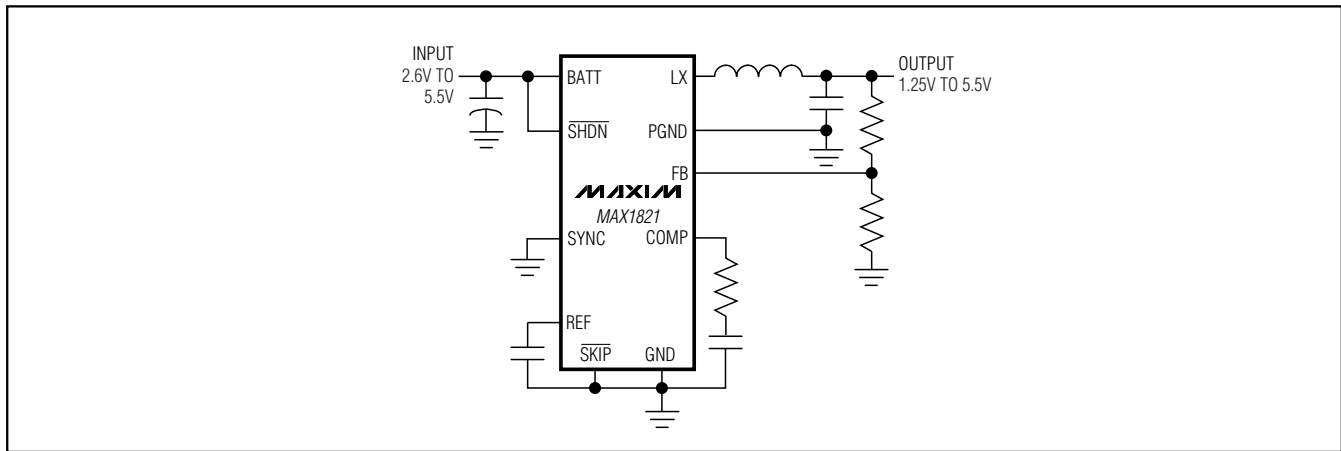 INPUT
2.6V TO
5.5V
BATT
SHDN
SYNC
REF
SKIP
GND
LX
PGND
FB
MAXIM
MAX1821
COMP
OUTPUT
1.25V TO 5.5V